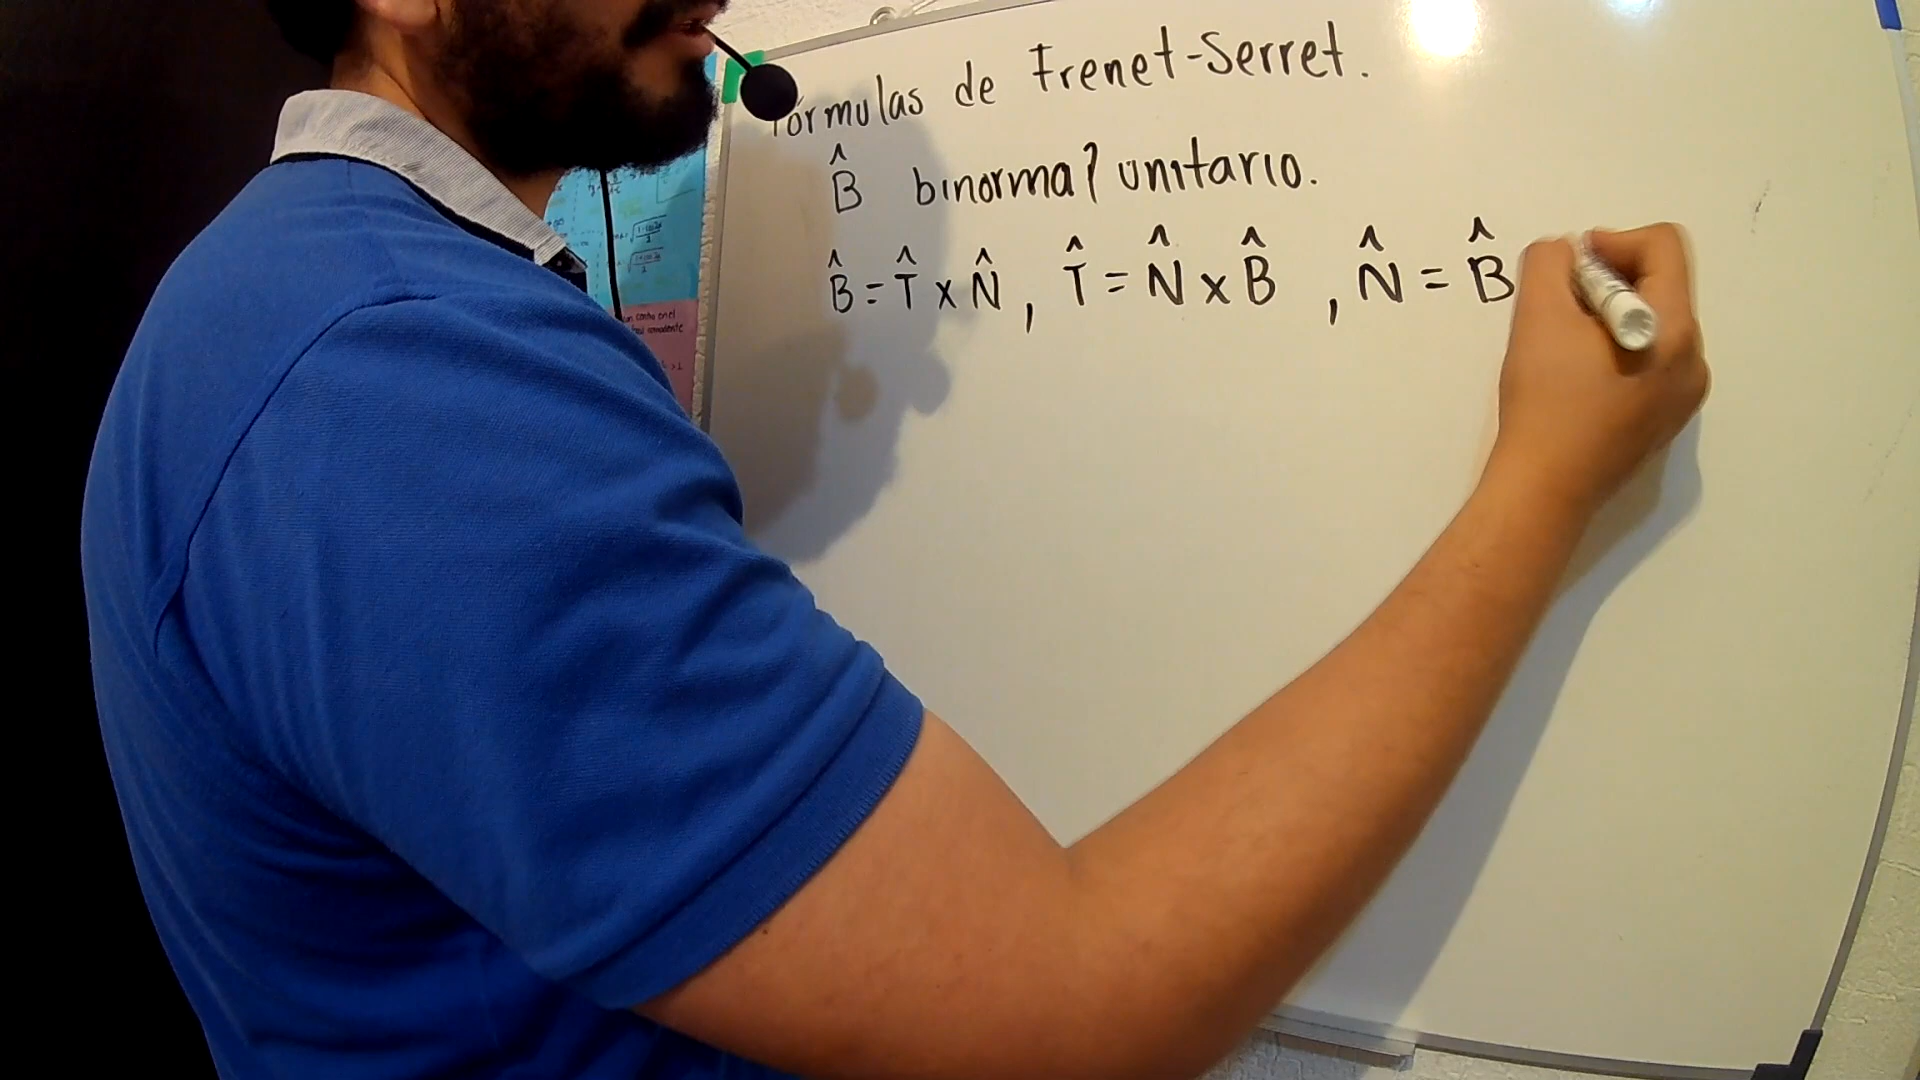 Fórmulas de Frenet-Serret.
B̂ binormal unitario.
B̂ = T̂ x N̂ , T̂ = N̂ x B̂ , N̂ = B̂